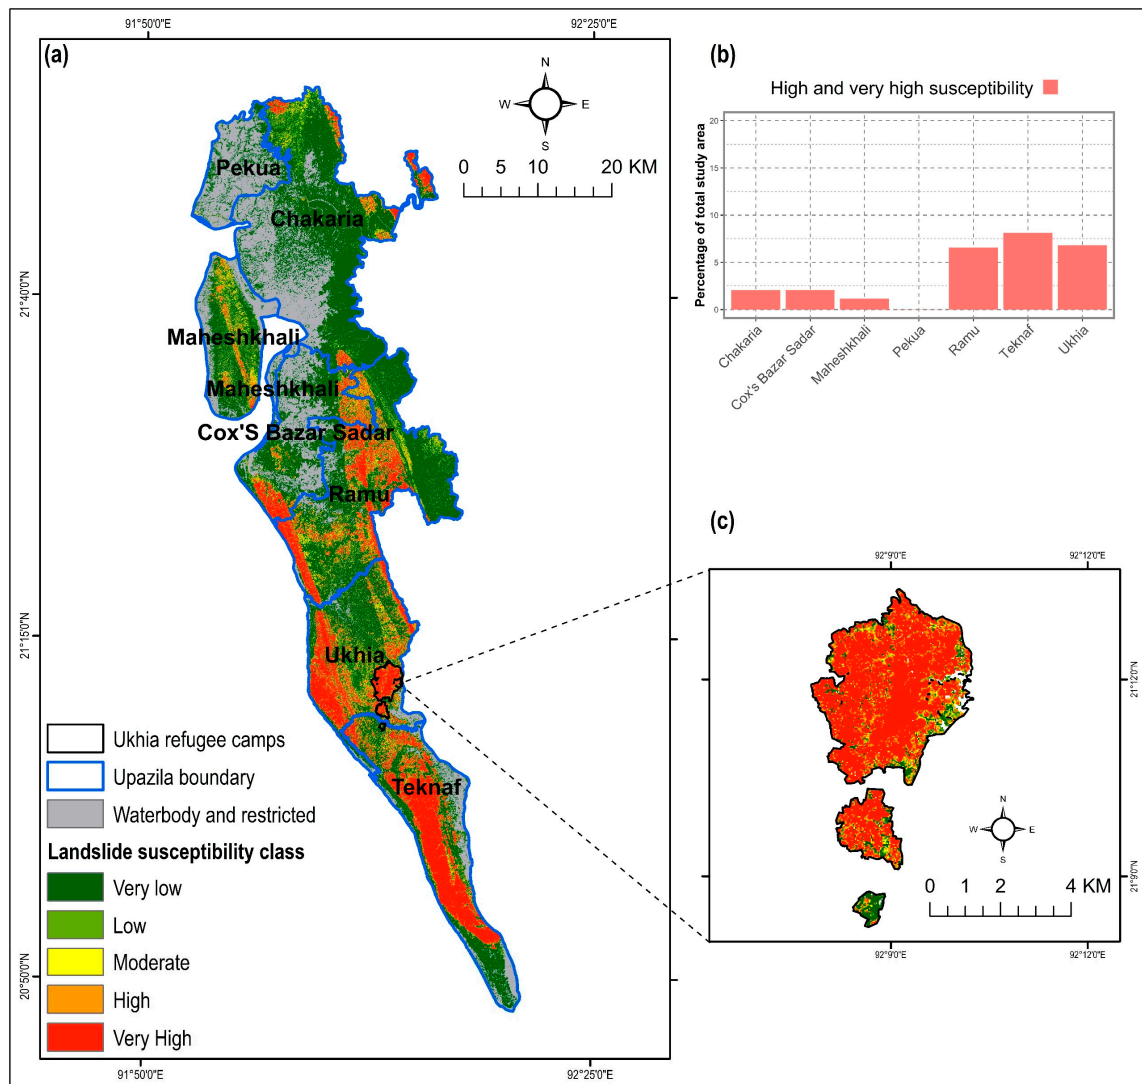 91°50'0"E
92°25'0"E
(a)
N
W
E
S
0 5 10 20 KM
Pekua
Chakaria
21°40'0"N
Maheshkhali
Maheshkhali
Cox'S Bazar Sadar
Ramu
21°15'0"N
Ukhia
Teknaf
20°50'0"N
Ukhia refugee camps
Upazila boundary
Waterbody and restricted
Landslide susceptibility class
Very low
Low
Moderate
High
Very High
91°50'0"E
92°25'0"E
(b)
High and very high susceptibility
Percentage of total study area
20
15
10
5
0
Chakaria
Cox's Bazar Sadar
Maheshkhali
Pekua
Ramu
Teknaf
Ukhia
(c)
92°9'0"E
92°12'0"E
21°12'0"N
21°9'0"N
N
W
E
S
0 1 2 4 KM
92°9'0"E
92°12'0"E